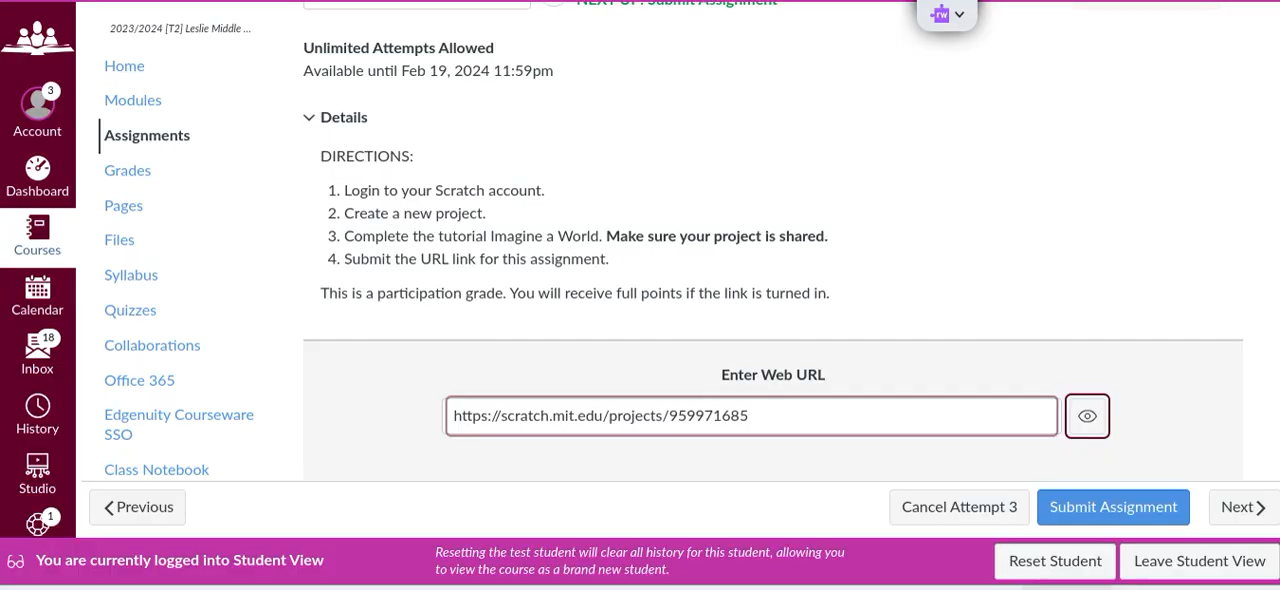 NEXT UP: Submit Assignment
rw
2023/2024 [T2] Leslie Middle ...
Home
Modules
Assignments
Grades
Pages
Files
Syllabus
Quizzes
Collaborations
Office 365
Edgenuity Courseware
SSO
Class Notebook
3
Account
Dashboard
Courses
Calendar
18
Inbox
History
Studio
1
Unlimited Attempts Allowed
Available until Feb 19, 2024 11:59pm
Details
DIRECTIONS:
1. Login to your Scratch account.
2. Create a new project.
3. Complete the tutorial Imagine a World. Make sure your project is shared.
4. Submit the URL link for this assignment.
This is a participation grade. You will receive full points if the link is turned in.
Enter Web URL
https://scratch.mit.edu/projects/959971685
Previous
Cancel Attempt 3
Submit Assignment
Next
You are currently logged into Student View
Resetting the test student will clear all history for this student, allowing you
to view the course as a brand new student.
Reset Student
Leave Student View